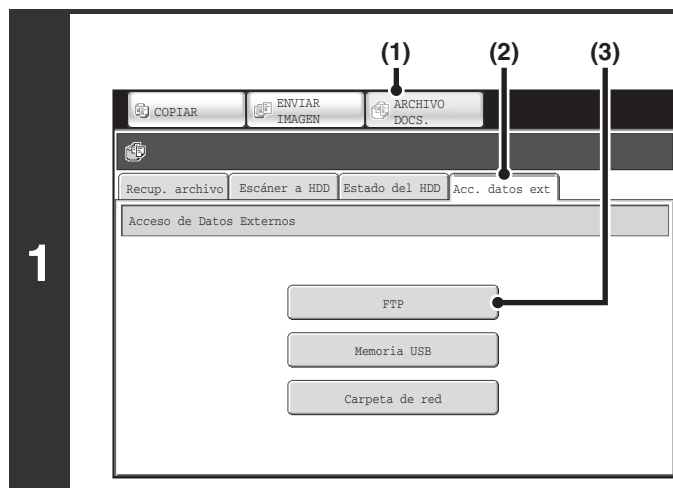 1
(1) (2) (3)
COPIAR
ENVIAR
IMAGEN
ARCHIVO
DOCS.
Recup. archivo Escáner a HDD Estado del HDD Acc. datos ext
Acceso de Datos Externos
FTP
Memoria USB
Carpeta de red